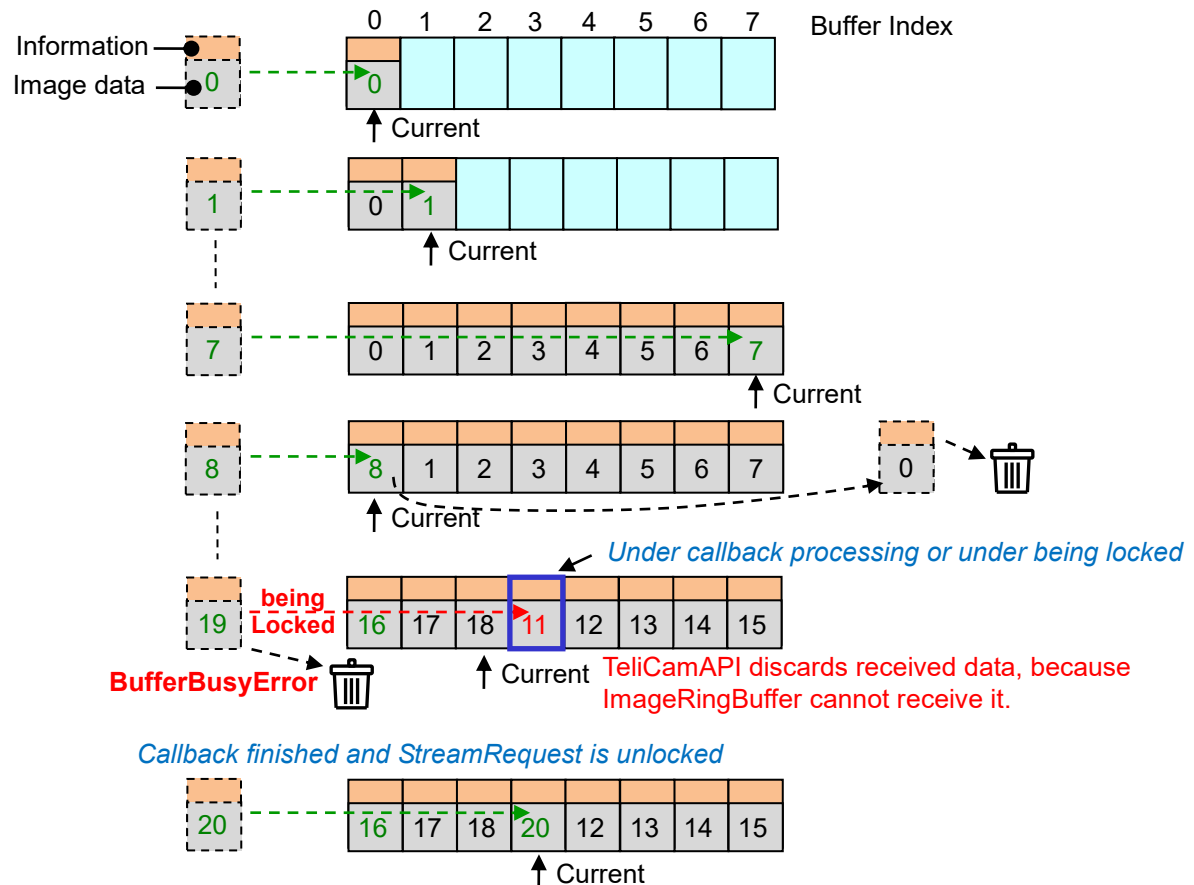 0 1 2 3 4 5 6 7 Buffer Index
Information
Image data
0 0
Current
1 0 1
Current
7 0 1 2 3 4 5 6 7
Current
8 8 1 2 3 4 5 6 7 0
Current
Under callback processing or under being locked
being
Locked
19 16 17 18 11 12 13 14 15
BufferBusyError
Current
TeliCamAPI discards received data, because
ImageRingBuffer cannot receive it.
Callback finished and StreamRequest is unlocked
20 16 17 18 20 12 13 14 15
Current